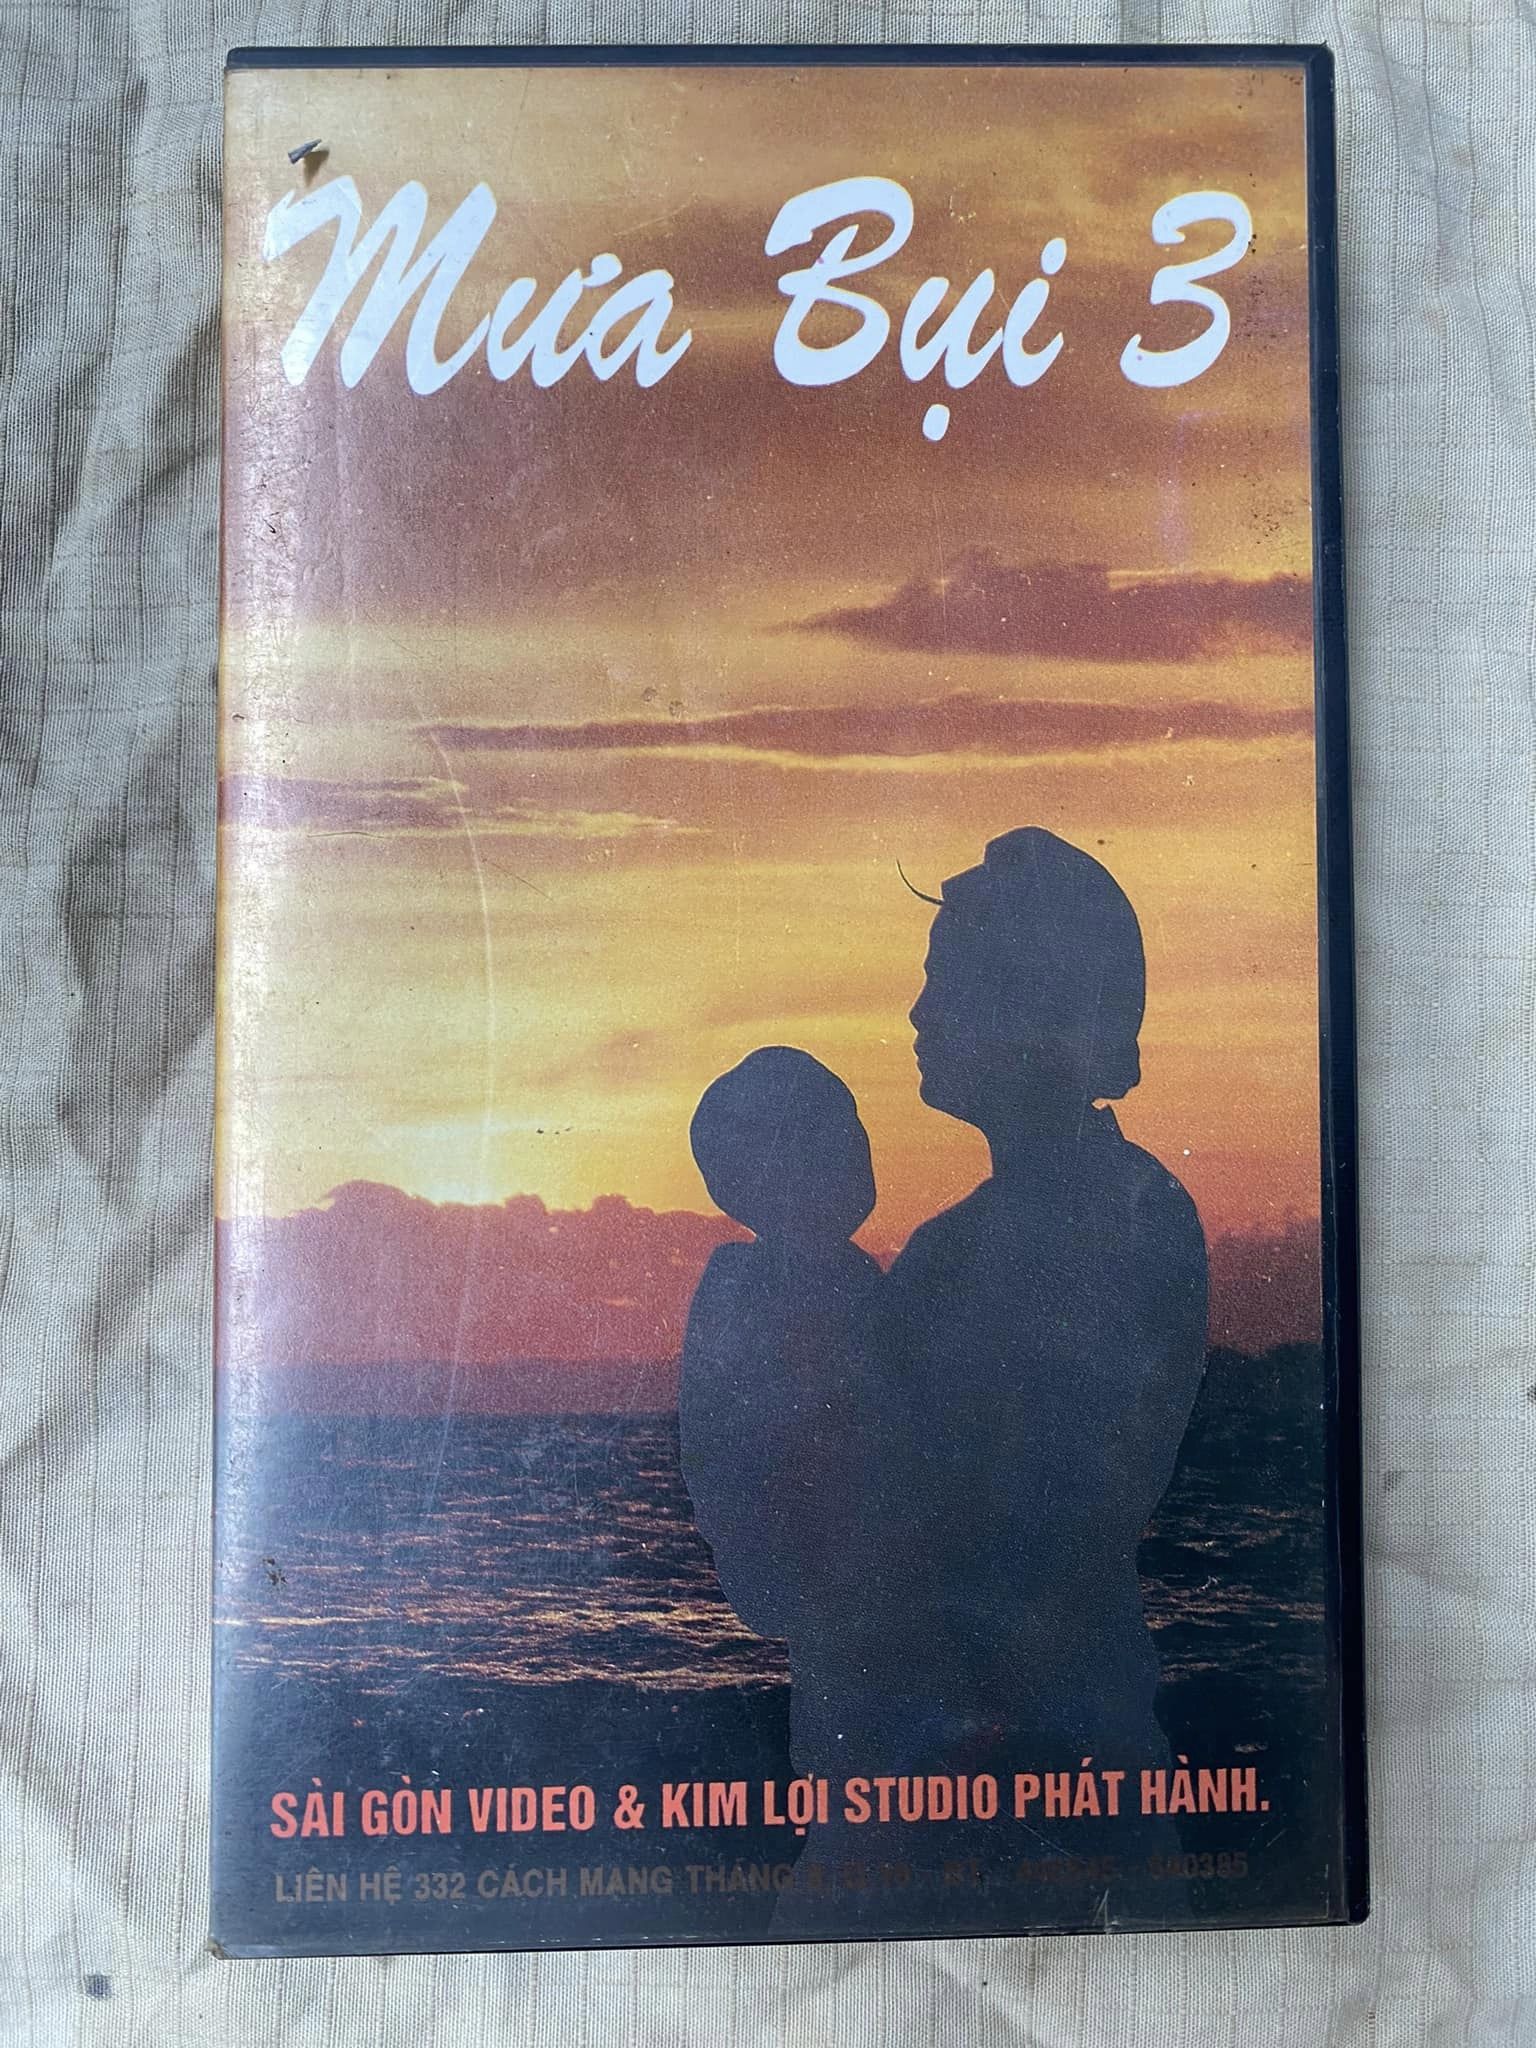 Mưa Bụi 3
SÀI GÒN VIDEO & KIM LỢI STUDIO PHÁT HÀNH.
LIÊN HỆ 332 CÁCH MẠNG THÁNG